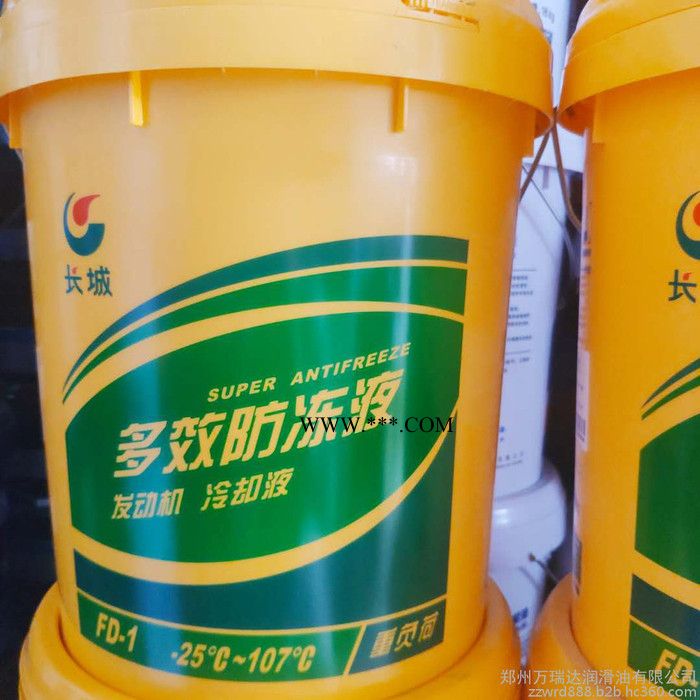 长城
SUPER ANTIFREEZE
多效防冻液
WWW.***.COM
发动机 冷却液
FD-1 -25℃~107℃ 重负荷
长
FD
郑州万瑞达润滑油有限公司
zzwrd888.b2b.hc360.com